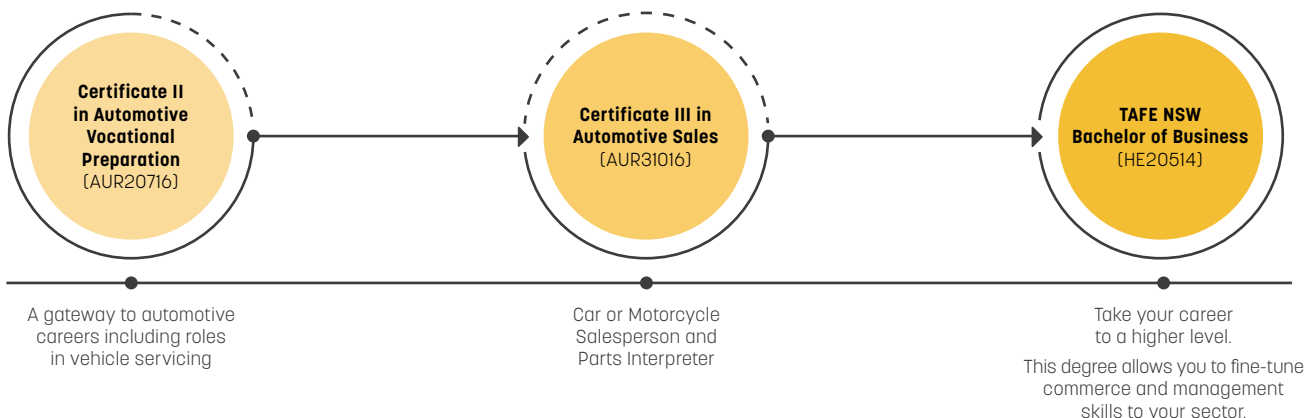 Certificate II
in Automotive
Vocational
Preparation
(AUR20716)
Certificate III in
Automotive Sales
(AUR31016)
TAFE NSW
Bachelor of Business
(HE20514)
A gateway to automotive
careers including roles
in vehicle servicing
Car or Motorcycle
Salesperson and
Parts Interpreter
Take your career
to a higher level.
This degree allows you to fine-tune
commerce and management
skills to your sector.